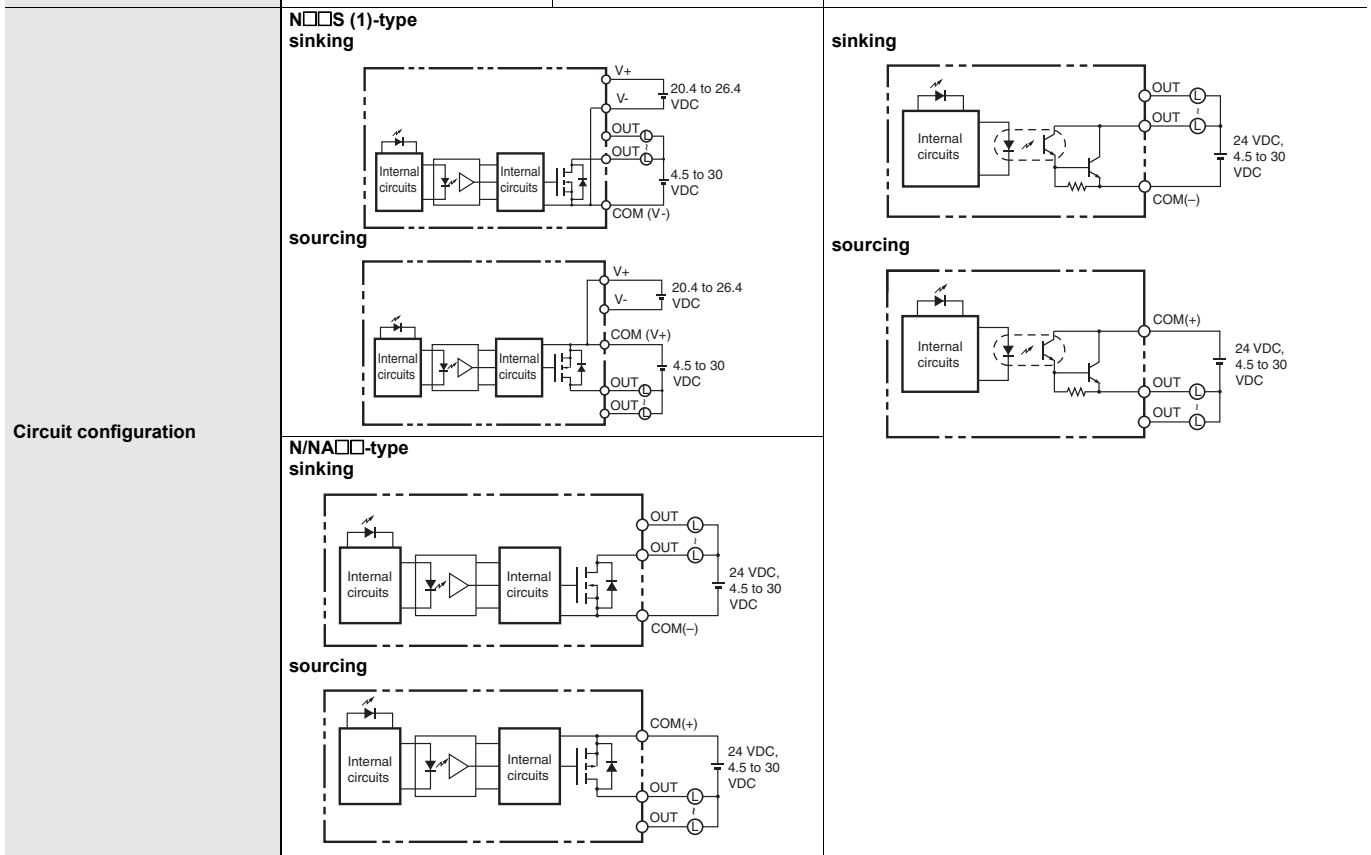 Circuit configuration
N□□S (1)-type
sinking
V+
20.4 to 26.4
VDC
V-
OUT
L
~
OUT
L
Internal
circuits
Internal
circuits
4.5 to 30
VDC
COM (V-)
sourcing
V+
20.4 to 26.4
VDC
V-
COM (V+)
Internal
circuits
Internal
circuits
4.5 to 30
VDC
OUT
L
~
OUT
L
N/NA□□-type
sinking
OUT
L
~
OUT
L
Internal
circuits
Internal
circuits
24 VDC,
4.5 to 30
VDC
COM(–)
sourcing
COM(+)
Internal
circuits
Internal
circuits
24 VDC,
4.5 to 30
VDC
OUT
L
~
OUT
L
sinking
OUT
L
~
OUT
L
Internal
circuits
24 VDC,
4.5 to 30
VDC
COM(–)
sourcing
COM(+)
Internal
circuits
24 VDC,
4.5 to 30
VDC
OUT
L
~
OUT
L